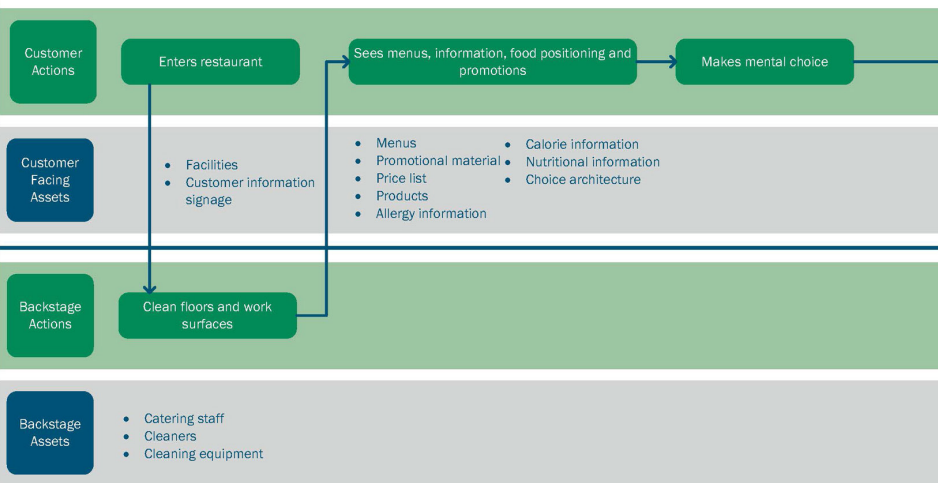 Customer
Actions
Enters restaurant
Sees menus, information, food positioning and
promotions
Makes mental choice
Customer
Facing
Assets
• Facilities
• Customer information
signage
• Menus
• Promotional material
• Price list
• Products
• Allergy information
• Calorie information
• Nutritional information
• Choice architecture
Backstage
Actions
Clean floors and work
surfaces
Backstage
Assets
• Catering staff
• Cleaners
• Cleaning equipment